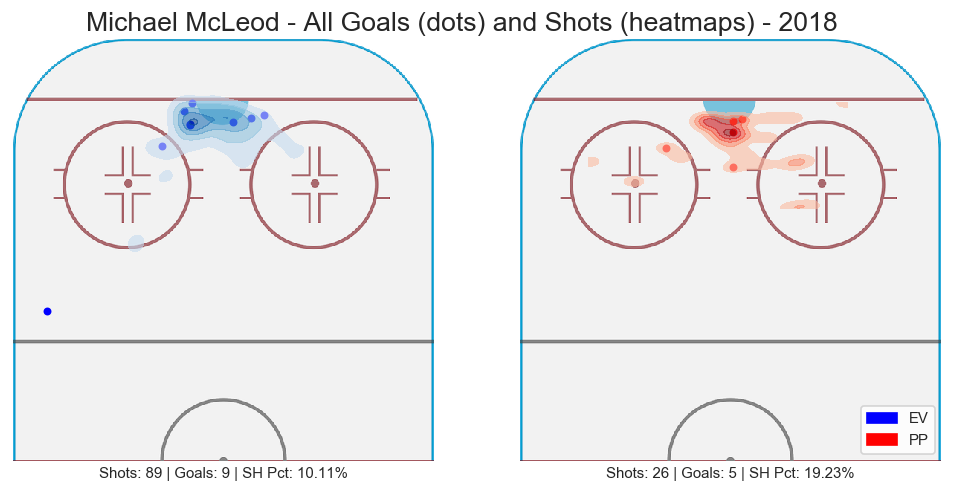 Michael McLeod - All Goals (dots) and Shots (heatmaps) - 2018
EV
PP
Shots: 89 | Goals: 9 | SH Pct: 10.11%
Shots: 26 | Goals: 5 | SH Pct: 19.23%